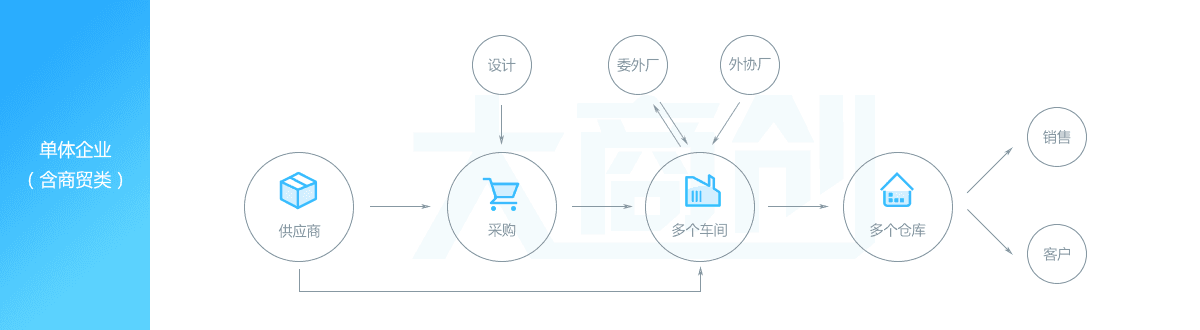 单体企业
（含商贸类）
设计
委外厂
外协厂
供应商
采购
多个车间
多个仓库
销售
客户
大商创